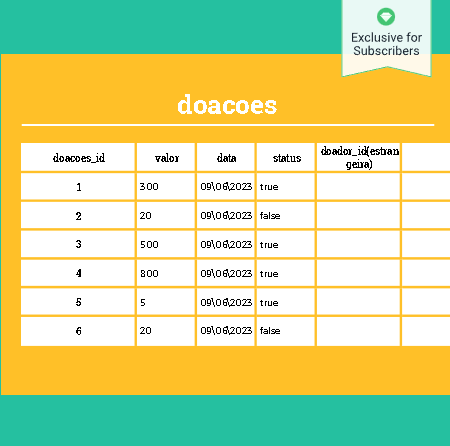 Exclusive for
Subscribers
doacoes
doacoes_id valor data status doador_id(estran
geira)
1 300 09\06\2023 true
2 20 09\06\2023 false
3 500 09\06\2023 true
4 800 09\06\2023 true
5 5 09\06\2023 true
6 20 09\06\2023 false